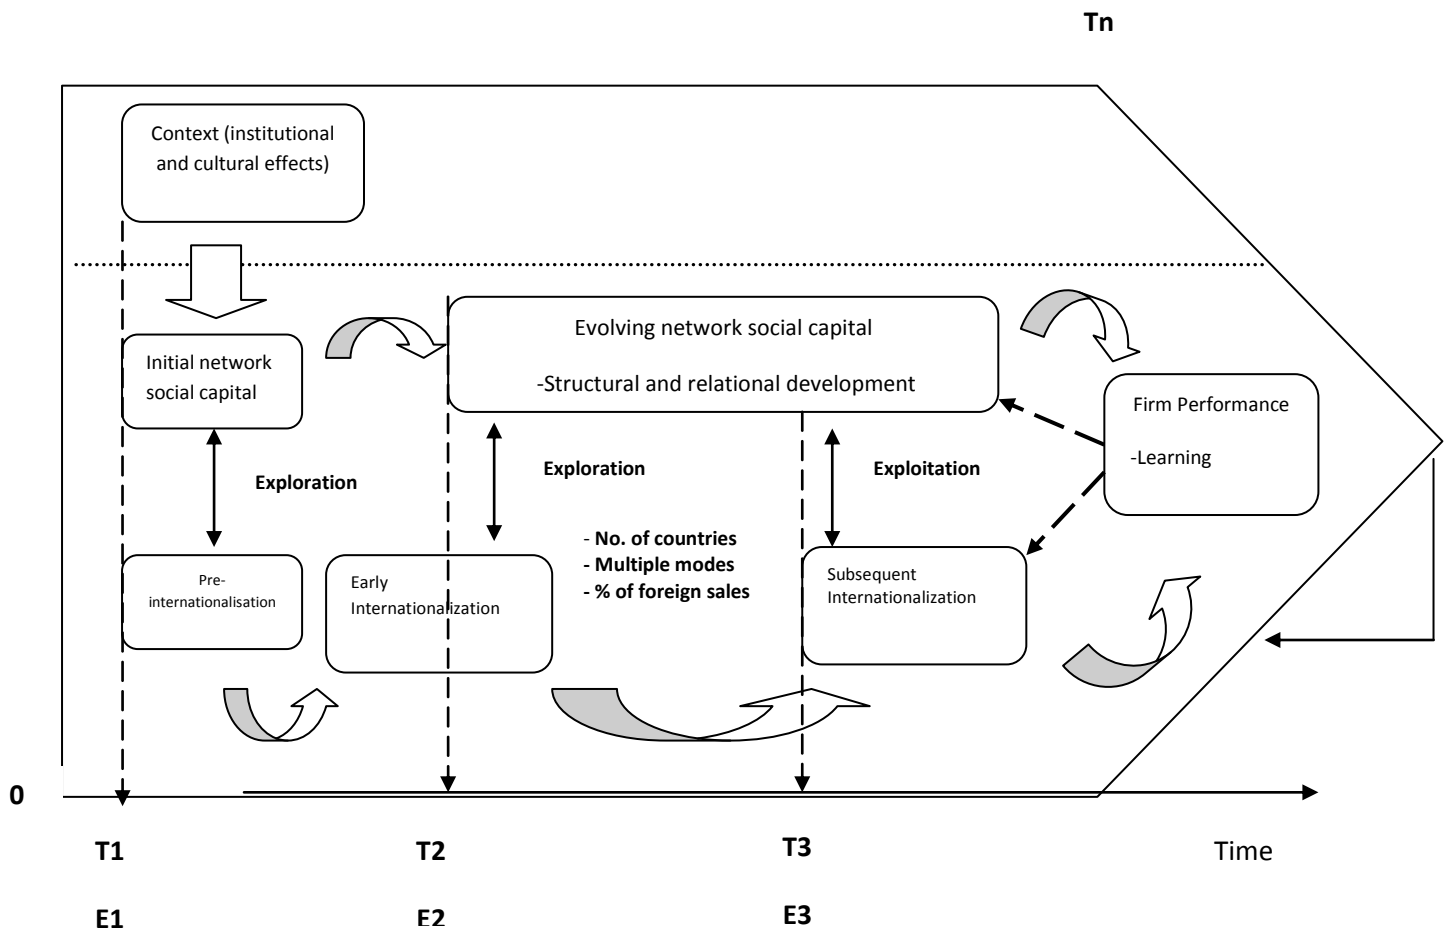 Tn
Context (institutional
and cultural effects)
Evolving network social capital
-Structural and relational development
Initial network
social capital
Firm Performance
-Learning
Exploration
Exploration
Exploitation
- No. of countries
- Multiple modes
- % of foreign sales
Pre-
internationalisation
Early
Internationalization
Subsequent
Internationalization
0
T1
T2
T3
Time
E1
E2
E3